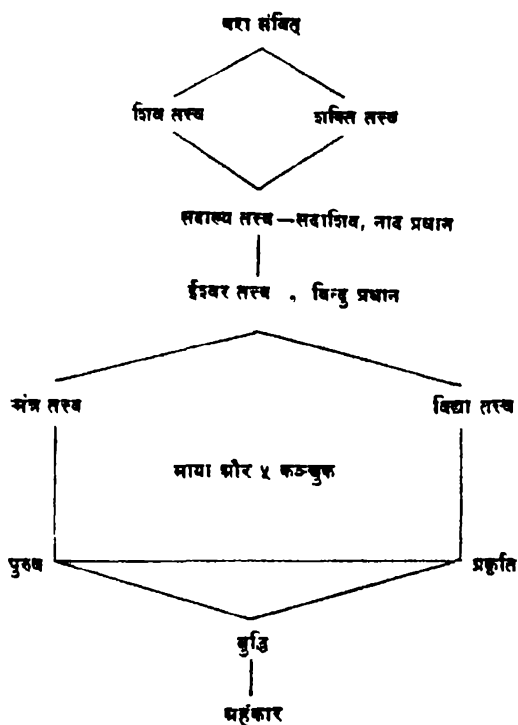 परा संवित्
शिव तत्त्व शक्ति तत्त्व
सदाख्य तत्त्व—सदाशिव, नाद प्रधान
ईश्वर तत्त्व , बिन्दु प्रधान
मंत्र तत्त्व विद्या तत्त्व
माया और ५ कञ्चुक
पुरुष प्रकृति
बुद्धि
अहंकार